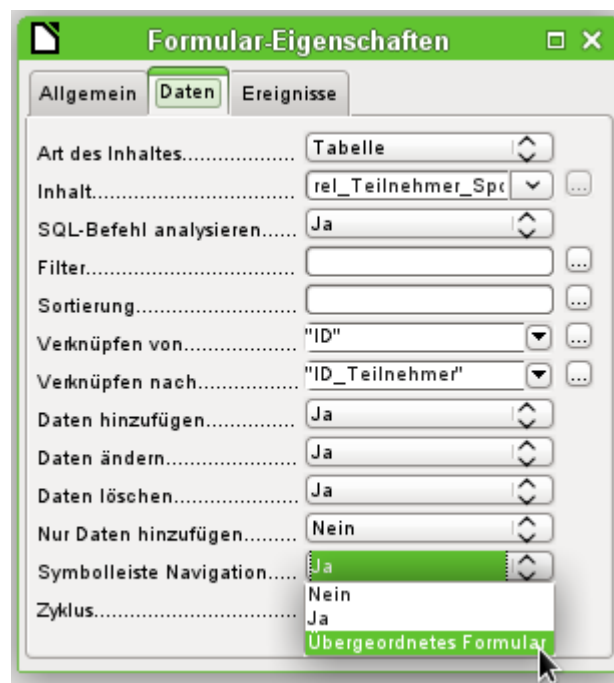 Formular-Eigenschaften
Allgemein Daten Ereignisse
Art des Inhaltes................... Tabelle
Inhalt................................. rel_Teilnehmer_Spo ...
SQL-Befehl analysieren...... Ja
Filter.................................. ...
Sortierung.......................... ...
Verknüpfen von................... "ID" ...
Verknüpfen nach................. "ID_Teilnehmer" ...
Daten hinzufügen................ Ja
Daten ändern...................... Ja
Daten löschen..................... Ja
Nur Daten hinzufügen......... Nein
Symbolleiste Navigation..... Ja
Nein
Zyklus................................ Ja
Übergeordnetes Formular